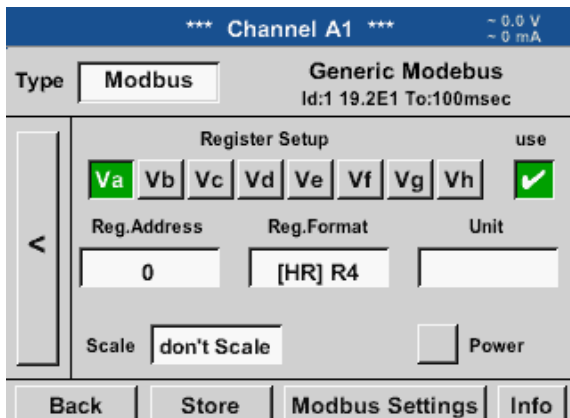 *** Channel A1 ***
~ 0.0 V
~ 0 mA
Type Modbus
Generic Modebus
Id:1 19.2E1 To:100msec
Register Setup use
Va Vb Vc Vd Ve Vf Vg Vh
<
Reg.Address Reg.Format Unit
0 [HR] R4
Scale don't Scale Power
Back Store Modbus Settings Info